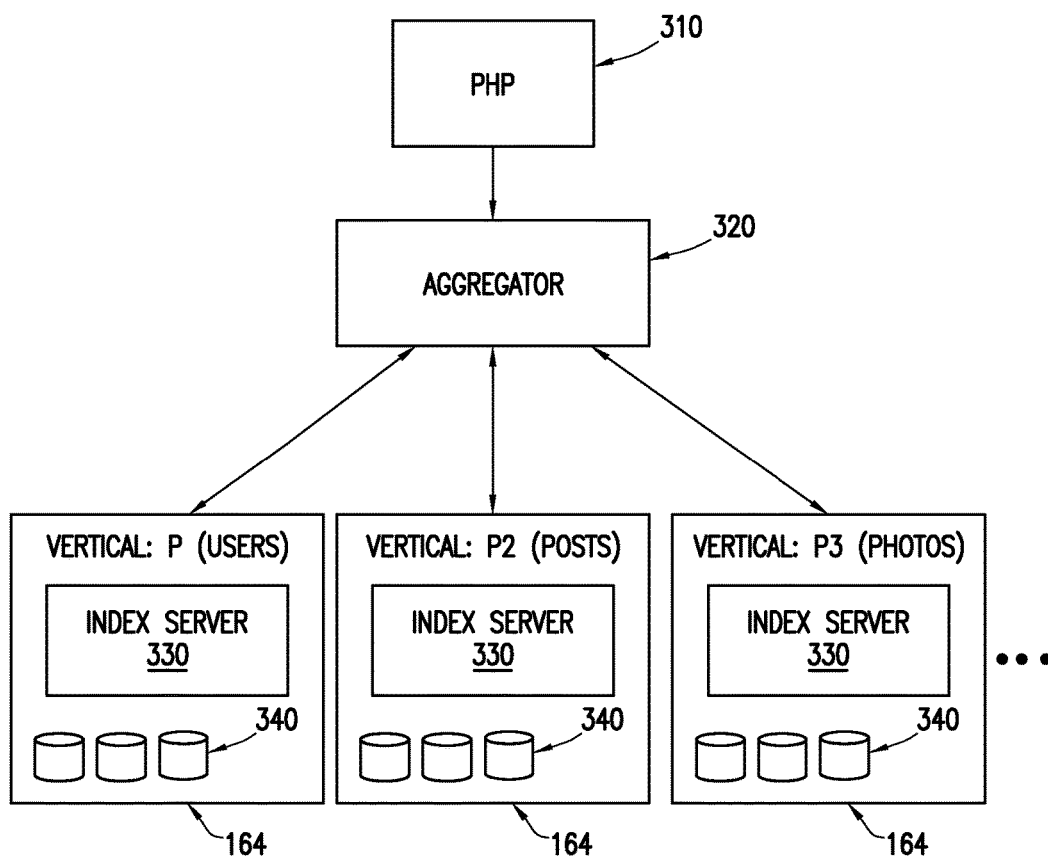 310
PHP
320
AGGREGATOR
VERTICAL: P (USERS)
INDEX SERVER
330
340
164
VERTICAL: P2 (POSTS)
INDEX SERVER
330
340
164
VERTICAL: P3 (PHOTOS)
INDEX SERVER
330
340
164